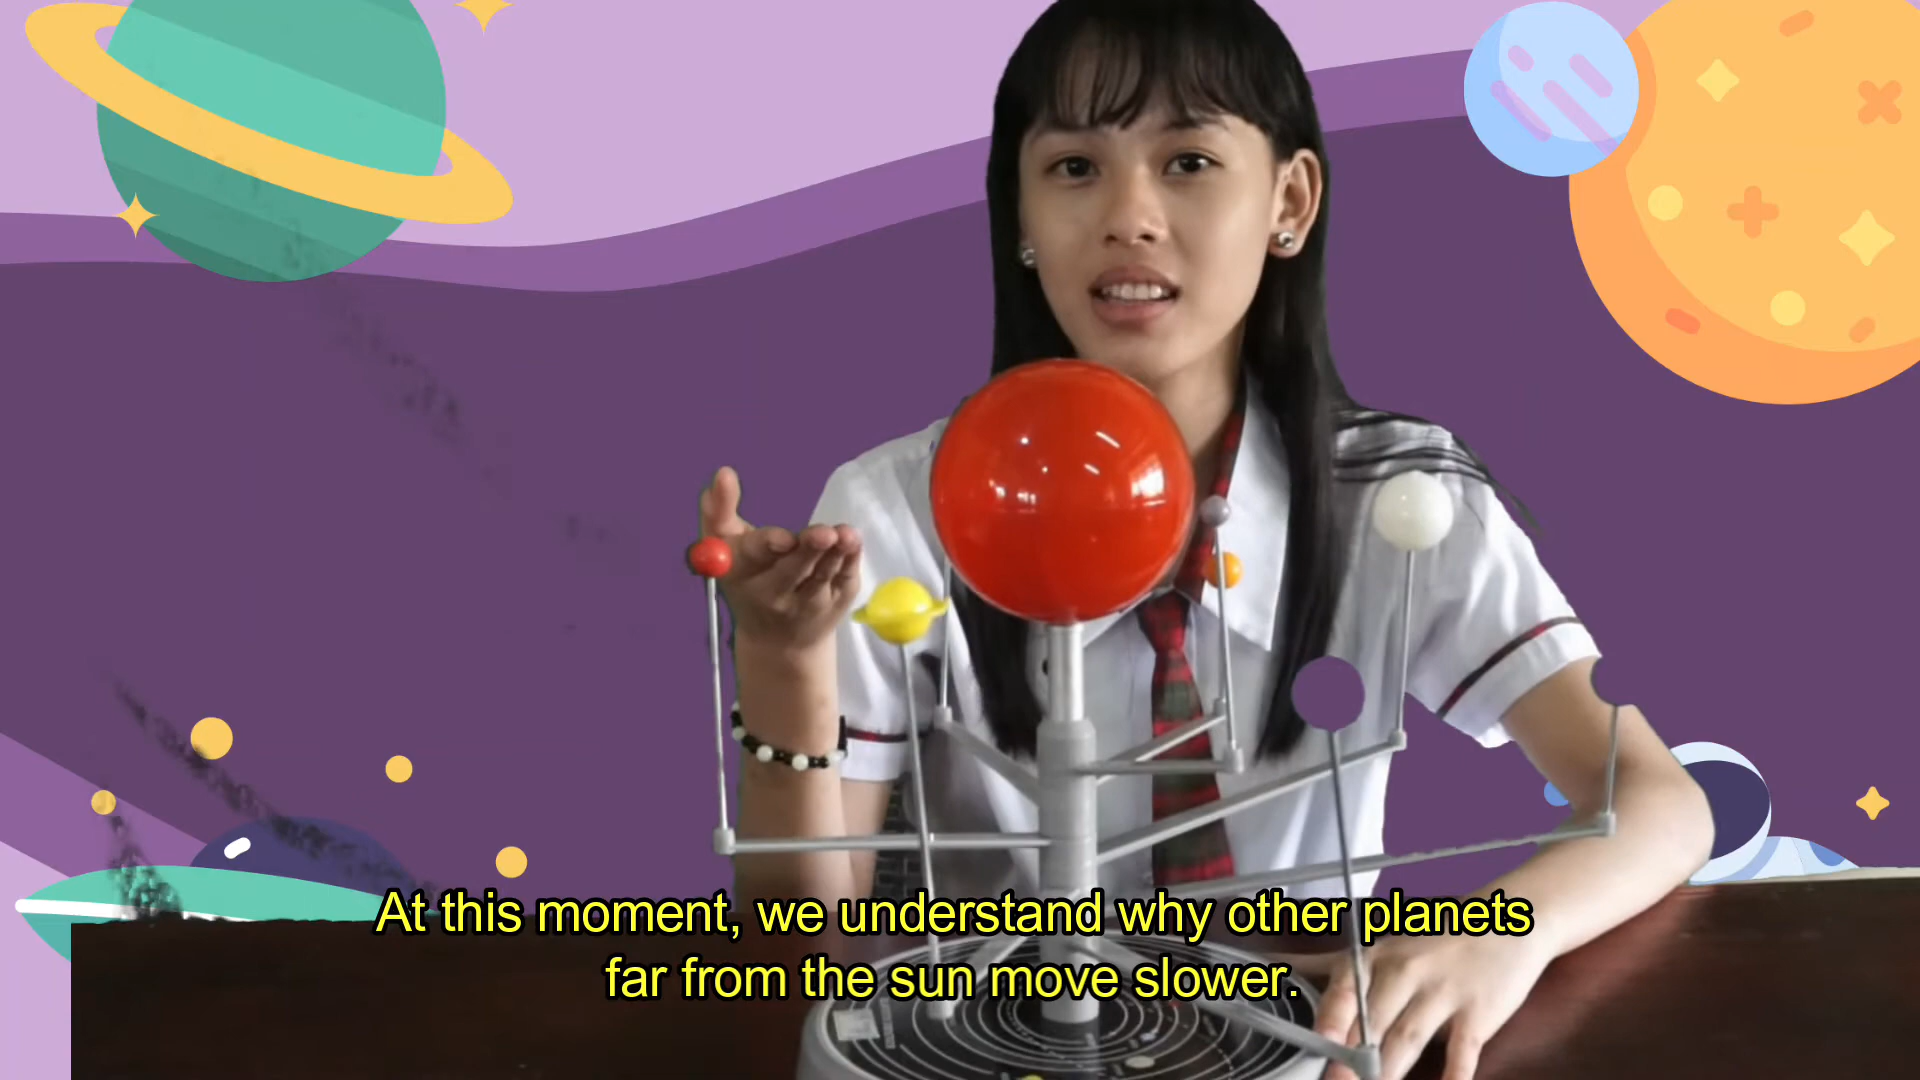 At this moment, we understand why other planets
far from the sun move slower.